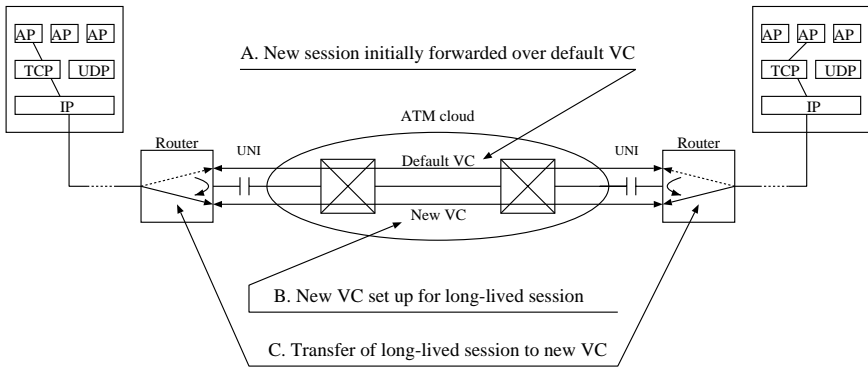 AP AP AP
TCP UDP
IP
AP AP AP
TCP UDP
IP
A. New session initially forwarded over default VC
ATM cloud
Router
UNI
Default VC
UNI
Router
New VC
B. New VC set up for long-lived session
C. Transfer of long-lived session to new VC